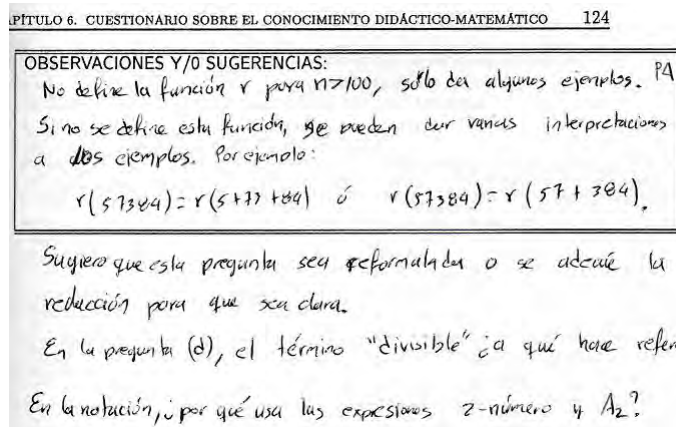 APÍTULO 6. CUESTIONARIO SOBRE EL CONOCIMIENTO DIDÁCTICO-MATEMÁTICO 124
OBSERVACIONES Y/0 SUGERENCIAS:
No define la función r para n>100, sólo da algunos ejemplos. PA
Si no se define esta función, se pueden dar varias interpretaciones
a los ejemplos. Por ejemplo:
r(57384)=r(5+73+84) ó r(57384)=r(57+384).
Sugiero que esta pregunta sea reformulada o se adecúe la
redacción para que sea clara.
En la pregunta (d), el término "divisible" ¿a qué hace refer
En la notación, ¿por qué usa las expresiones z-número y A₂?